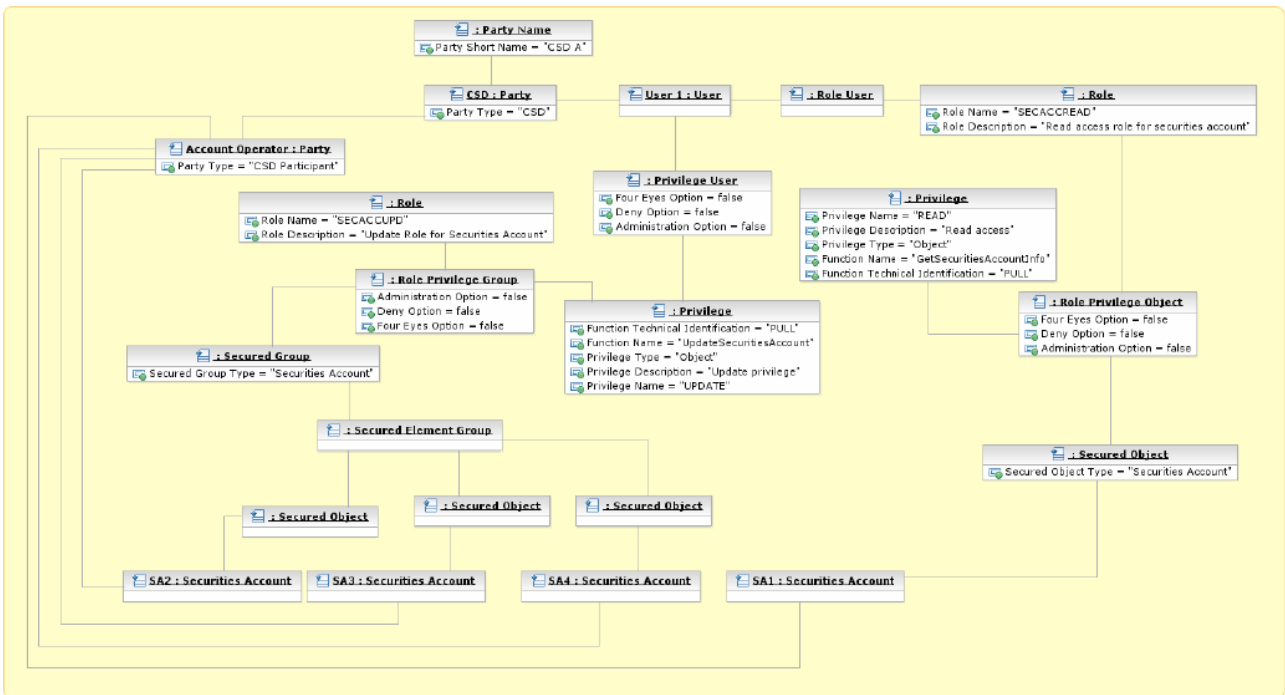 : Party Name
Party Short Name = "CSD A"
CSD : Party
Party Type = "CSD"
User 1 : User
: Role User
: Role
Role Name = "SECACCREAD"
Role Description = "Read access role for securities account"
Account Operator : Party
Party Type = "CSD Participant"
: Role
Role Name = "SECACCUPD"
Role Description = "Update Role for Securities Account"
: Privilege User
Four Eyes Option = false
Deny Option = false
Administration Option = false
: Privilege
Privilege Name = "READ"
Privilege Description = "Read access"
Privilege Type = "Object"
Function Name = "GetSecuritiesAccountInfo"
Function Technical Identification = "PULL"
: Role Privilege Group
Administration Option = false
Deny Option = false
Four Eyes Option = false
: Privilege
Function Technical Identification = "PULL"
Function Name = "UpdateSecuritiesAccount"
Privilege Type = "Object"
Privilege Description = "Update privilege"
Privilege Name = "UPDATE"
: Role Privilege Object
Four Eyes Option = false
Deny Option = false
Administration Option = false
: Secured Group
Secured Group Type = "Securities Account"
: Secured Element Group
: Secured Object
Secured Object Type = "Securities Account"
: Secured Object
: Secured Object
: Secured Object
SA2 : Securities Account
SA3 : Securities Account
SA4 : Securities Account
SA1 : Securities Account